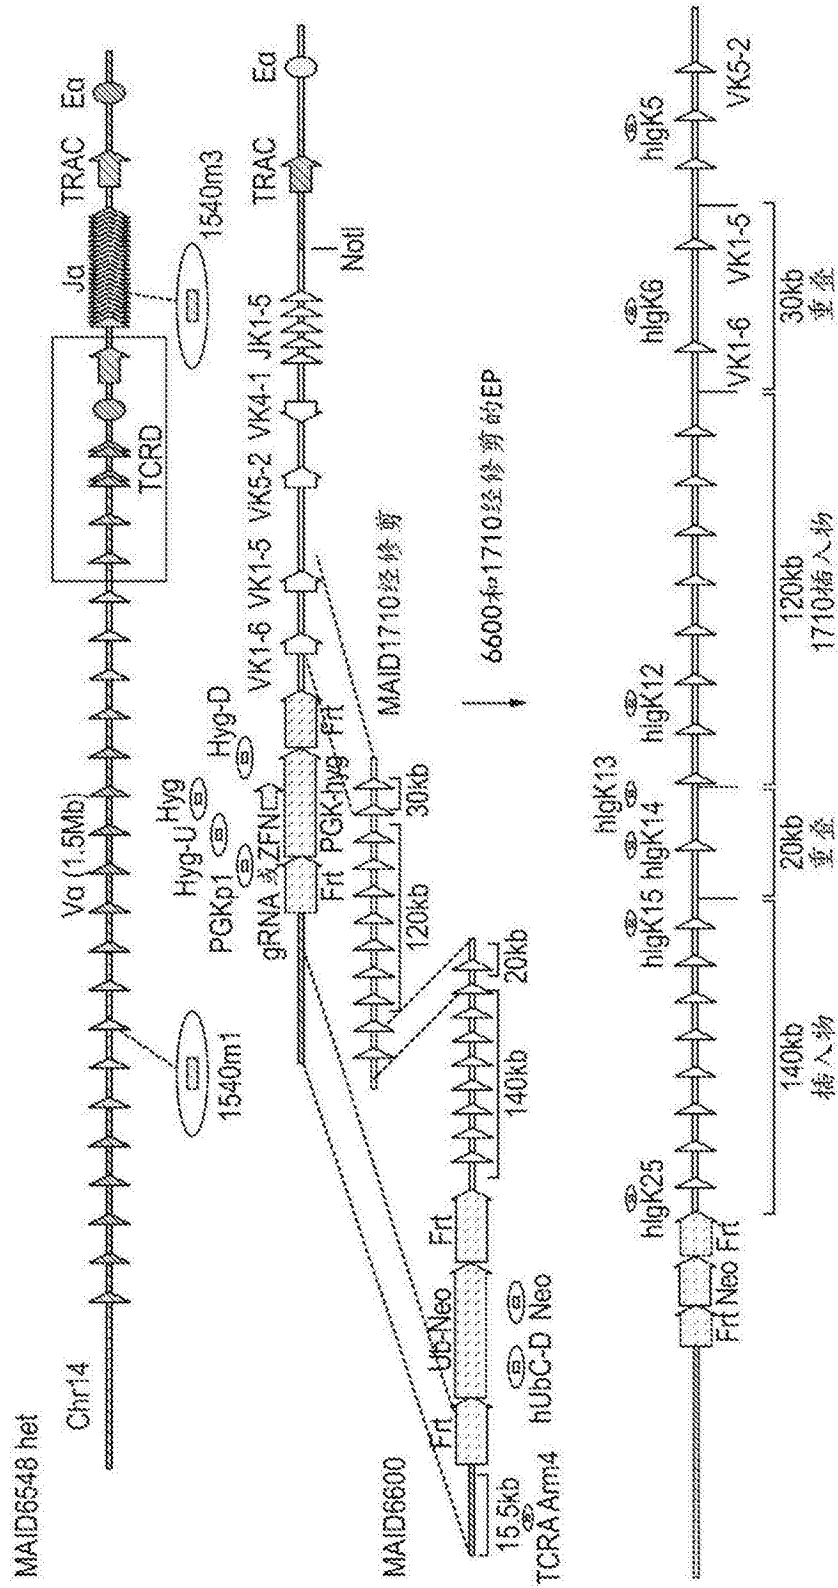 MAID6548 het
Chr14
Vα (1.5Mb)
TCRD
Jα
TRAC
Eα
1540m1
1540m3
Hyg-U
Hyg
PGKp1
Hyg-D
gRNA 或 ZFN
Frt
PGK-hyg
Frt
VK1-6
VK1-5
VK5-2
VK4-1
JK1-5
NotI
TRAC
Eα
MAID1710经修剪
120kb
30kb
MAID6600
Frt
Ub-Neo
Frt
140kb
20kb
15.5kb
TCRA Arm4
hUbC-D
Neo
6600和1710经修剪的EP
hIgK25
hIgK15
hIgK14
hIgK13
hIgK12
hIgK6
hIgK5
Frt
Neo
Frt
VK1-6
VK1-5
VK5-2
140kb
插入物
20kb
重叠
120kb
1710插入物
30kb
重叠